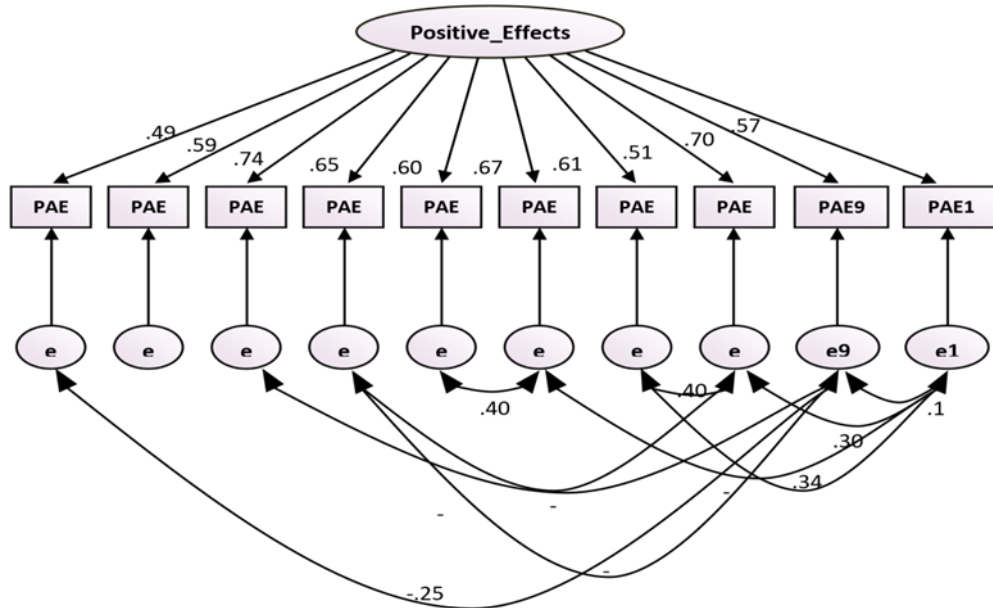 Positive_Effects
.49
.59
.74
.65
.60
.67
.61
.51
.70
.57
PAE
PAE
PAE
PAE
PAE
PAE
PAE
PAE
PAE9
PAE1
e
e
e
e
e
e
e
e
e9
e1
.40
.40
.1
.30
.34
-
-
-
-
-.25